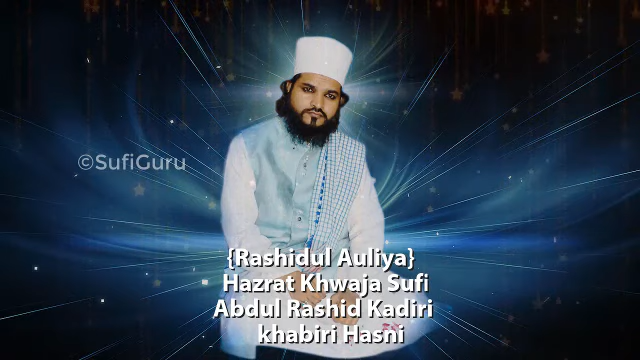 ©SufiGuru
{Rashidul Auliya}
Hazrat Khwaja Sufi
Abdul Rashid Kadiri
khabiri Hasni